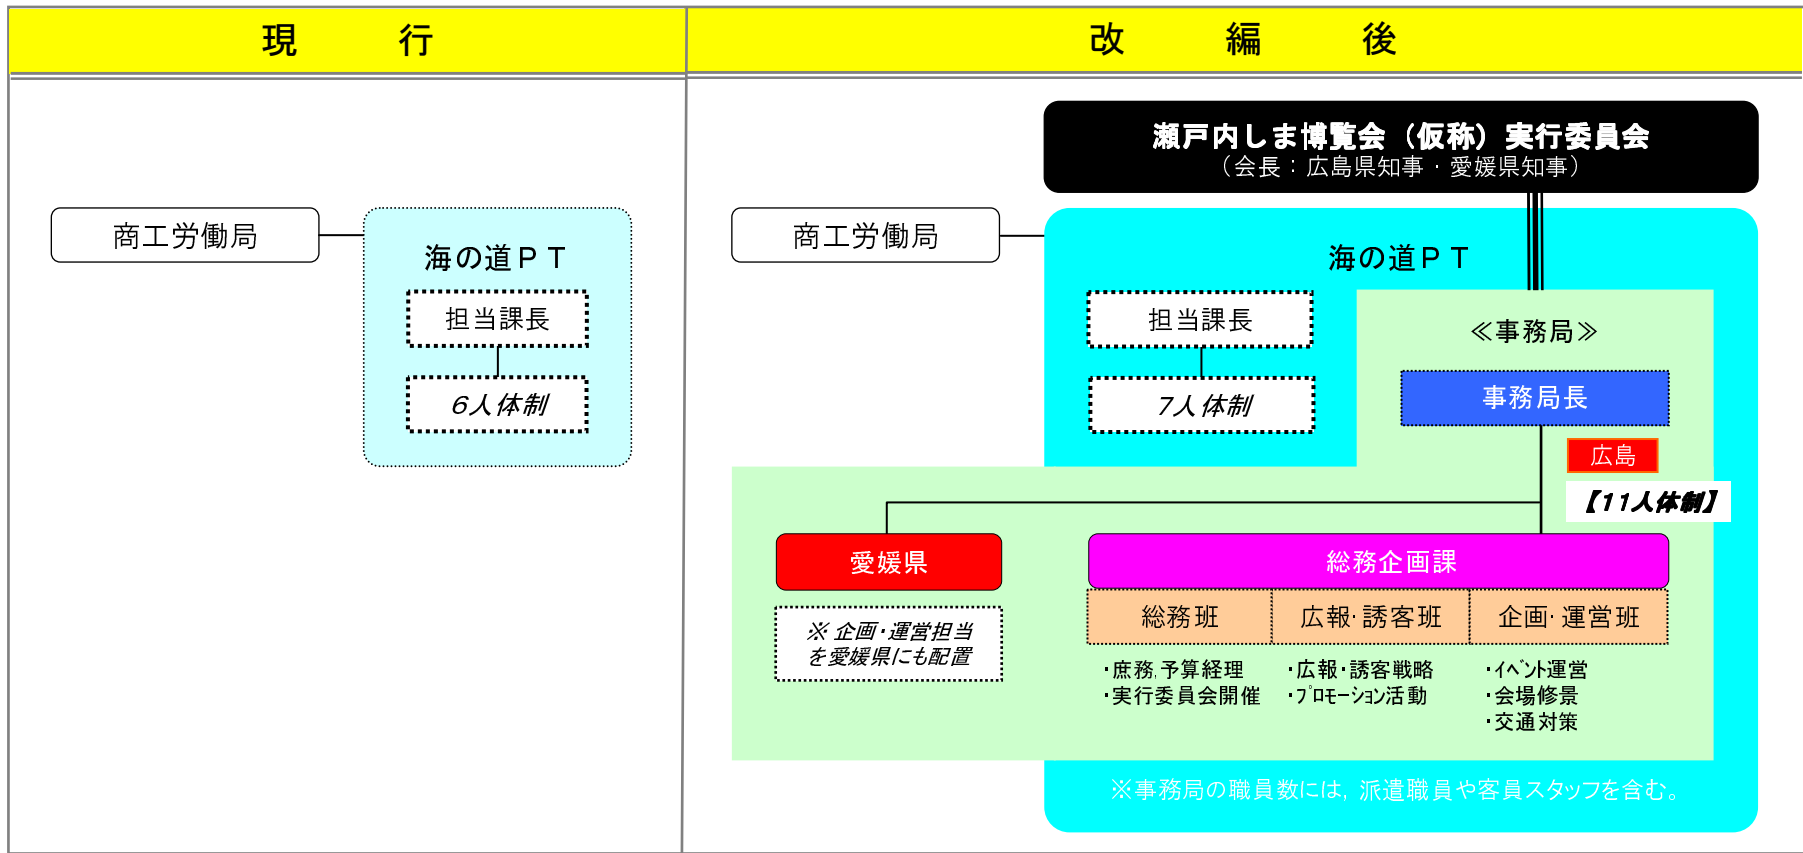 現行
改編後
瀬戸内しま博覧会（仮称）実行委員会
（会長：広島県知事・愛媛県知事）
商工労働局
海の道ＰＴ
担当課長
６人体制
商工労働局
海の道ＰＴ
担当課長
７人体制
≪事務局≫
事務局長
広島
【１１人体制】
愛媛県
※ 企画・運営担当
を愛媛県にも配置
総務企画課
総務班
広報・誘客班
企画・運営班
・庶務，予算経理
・実行委員会開催
・広報・誘客戦略
・ﾌﾟﾛﾓｰｼｮﾝ活動
・ｲﾍﾞﾝﾄ運営
・会場修景
・交通対策
※事務局の職員数には，派遣職員や客員スタッフを含む。